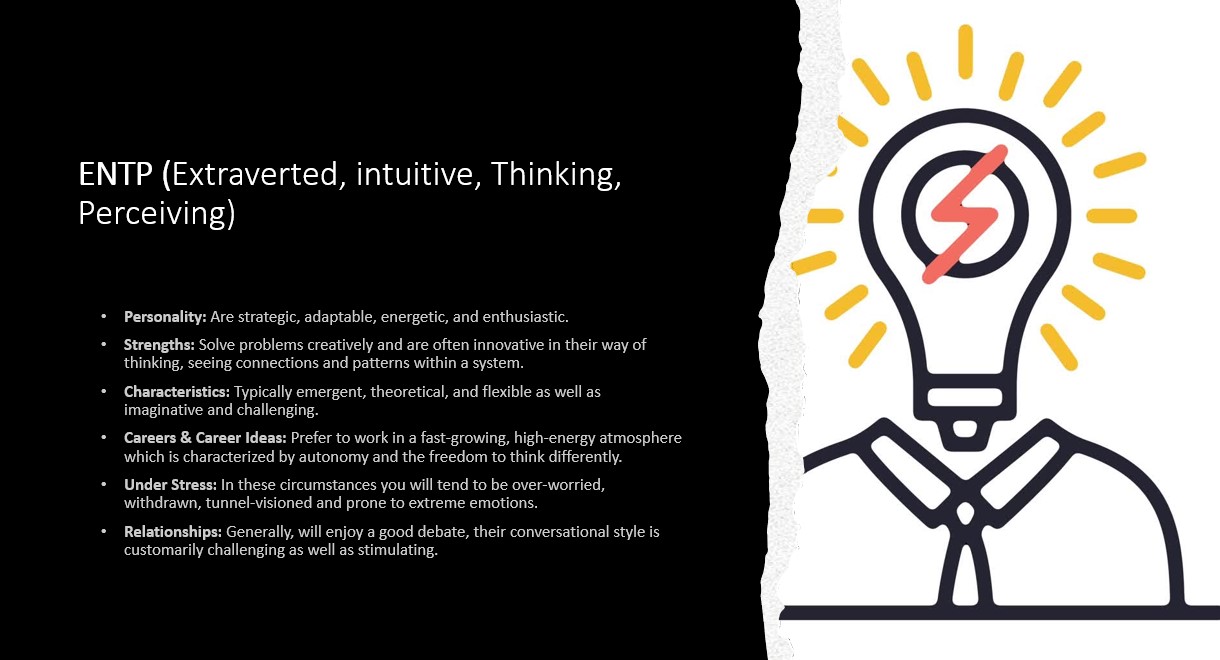 ENTP (Extraverted, intuitive, Thinking,
Perceiving)
• Personality: Are strategic, adaptable, energetic, and enthusiastic.
• Strengths: Solve problems creatively and are often innovative in their way of
thinking, seeing connections and patterns within a system.
• Characteristics: Typically emergent, theoretical, and flexible as well as
imaginative and challenging.
• Careers & Career Ideas: Prefer to work in a fast-growing, high-energy atmosphere
which is characterized by autonomy and the freedom to think differently.
• Under Stress: In these circumstances you will tend to be over-worried,
withdrawn, tunnel-visioned and prone to extreme emotions.
• Relationships: Generally, will enjoy a good debate, their conversational style is
customarily challenging as well as stimulating.